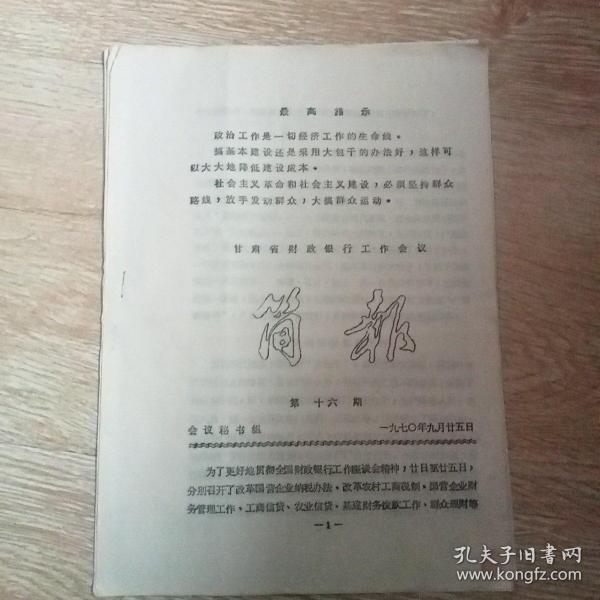 最高指示
政治工作是一切经济工作的生命线。
搞基本建设还是采用大包干的办法好，这样可
以大大地降低建设成本。
社会主义革命和社会主义建设，必须坚持群众
路线，放手发动群众，大搞群众运动。
甘肃省财政银行工作会议
简报
第十六期
会议秘书组 一九七〇年九月廿五日
为了更好地贯彻全国财政银行工作座谈会精神，廿日至廿五日，
分别召开了改革国营企业纳税办法、改革农村工商税制、国营企业财
务管理工作、工商信贷、农业信贷、基建财务拨款工作、群众理财等
—1—
孔夫子旧书网
www.kongfz.com